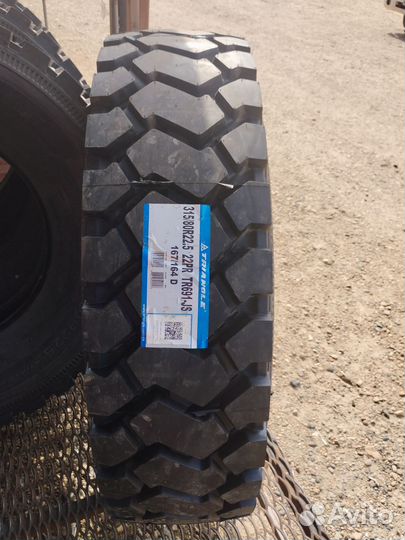 TRIANGLE
315/80R22.5 22PR TR691-JS
167/164 D
Avito